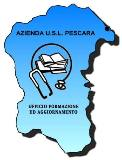 AZIENDA U.S.L. PESCARA
UFFICIO FORMAZIONE
ED AGGIORNAMENTO